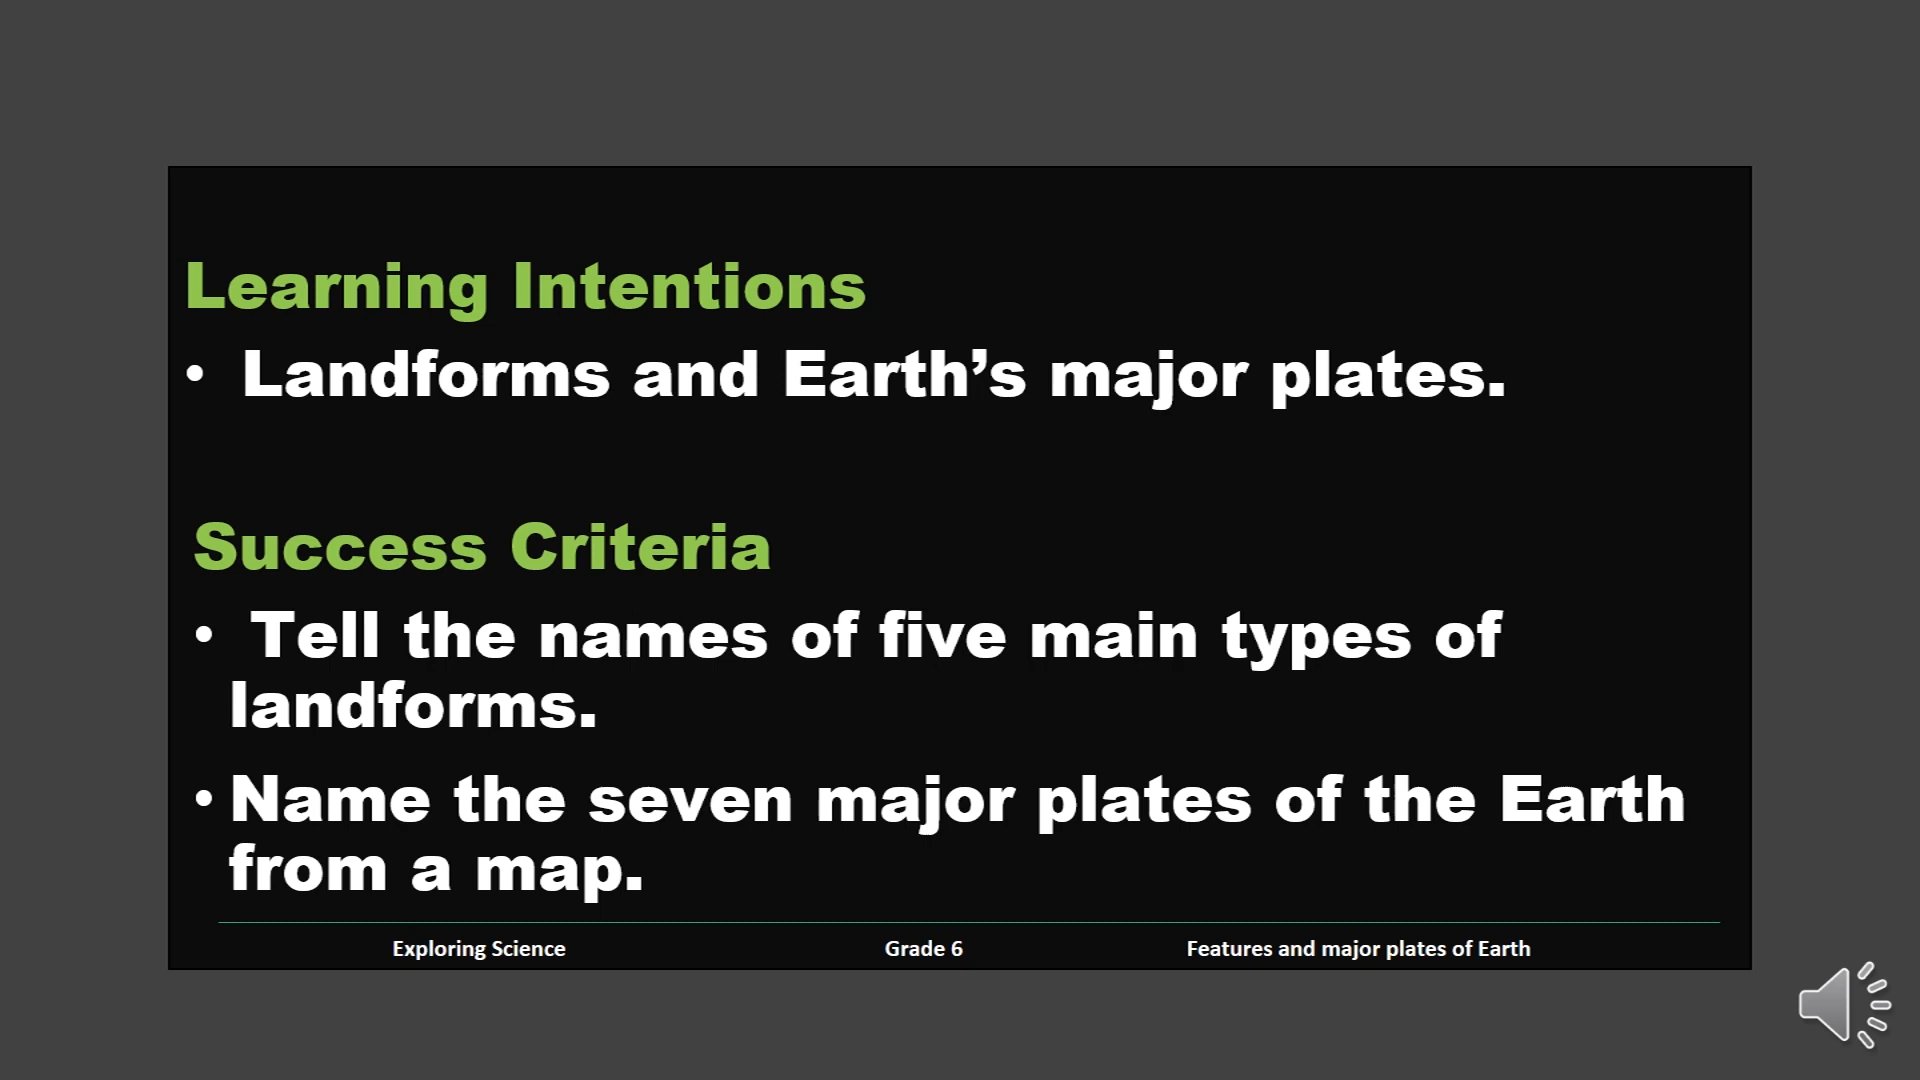 Learning Intentions
• Landforms and Earth’s major plates.
Success Criteria
• Tell the names of five main types of
landforms.
• Name the seven major plates of the Earth
from a map.
Exploring Science Grade 6 Features and major plates of Earth